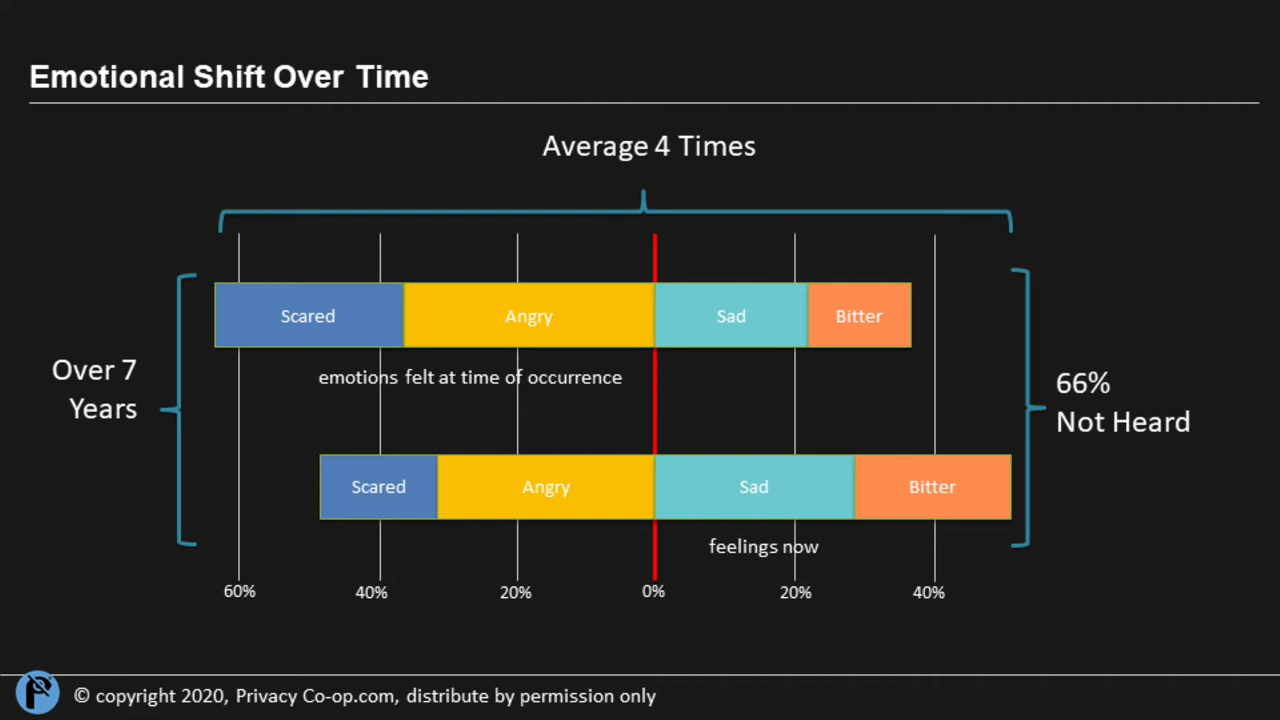 Emotional Shift Over Time
Average 4 Times
Scared
Angry
Sad
Bitter
emotions felt at time of occurrence
Over 7
Years
66%
Not Heard
Scared
Angry
Sad
Bitter
feelings now
60%
40%
20%
0%
20%
40%
© copyright 2020, Privacy Co-op.com, distribute by permission only